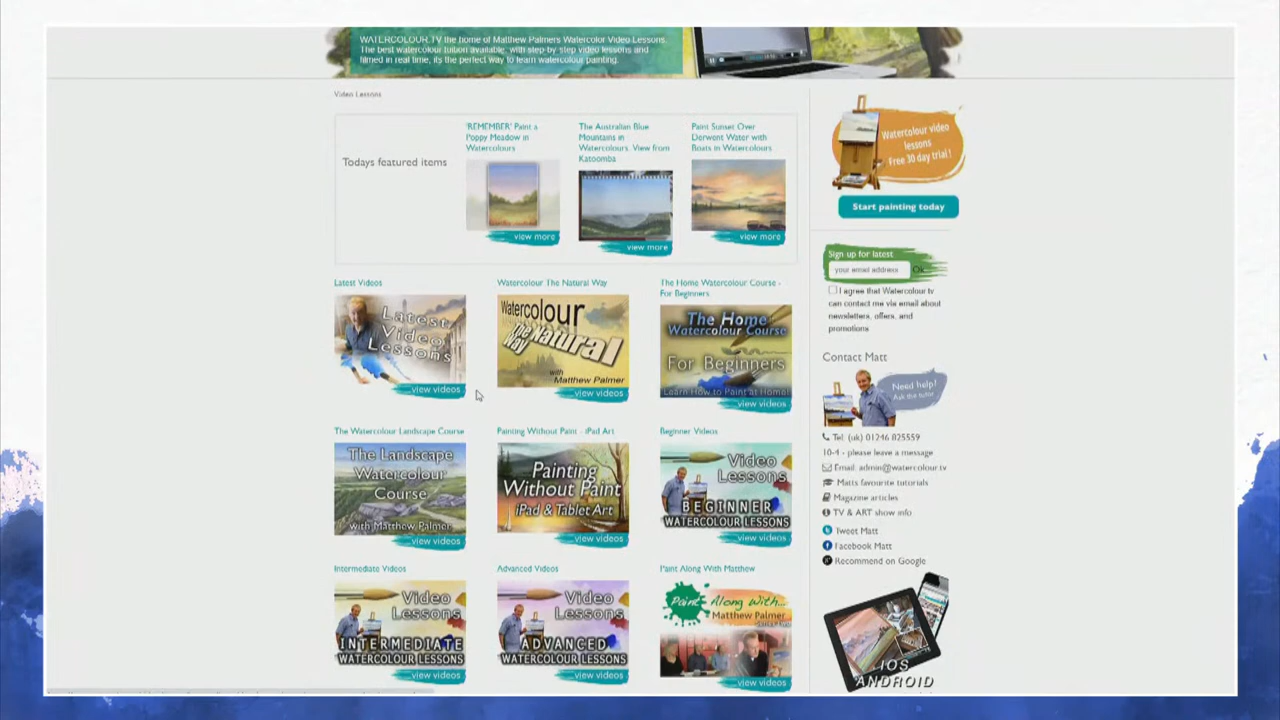 WATERCOLOUR.TV the home of Matthew Palmers Watercolor Video Lessons.
The best watercolour tuition available, with step by step video lessons and
filmed in real time, its the perfect way to learn watercolour painting.
Video Lessons
Todays featured items
'REMEMBER' Paint a
Poppy Meadow in
Watercolours
view more
The Australian Blue
Mountains in
Watercolours. View from
Katoomba
view more
Paint Sunset Over
Derwent Water with
Boats in Watercolours
view more
Watercolour video
lessons
Free 30 day trial!
Start painting today
Sign up for latest
your email address
Ok
I agree that Watercolour.tv
can contact me via email about
newsletters, offers, and
promotions
Latest Videos
Latest
Video
Lessons
view videos
Watercolour The Natural Way
Watercolour
The Natural
Way
with
Matthew Palmer
view videos
The Home Watercolour Course -
For Beginners
The Home
Watercolour Course
For Beginners
Learn How to Paint at Home!
view videos
Contact Matt
Need help!
Ask the tutor
Tel: (uk) 01246 825559
10-4 - please leave a message
Email: admin@watercolour.tv
Matts favourite tutorials
Magazine articles
TV & ART show info
Tweet Matt
Facebook Matt
Recommend on Google
The Watercolour Landscape Course
The Landscape
Watercolour
Course
with Matthew Palmer
view videos
Painting Without Paint - iPad Art
Painting
Without Paint
iPad & Tablet Art
view videos
Beginner Videos
Video
Lessons
BEGINNER
WATERCOLOUR LESSONS
view videos
Intermediate Videos
Video
Lessons
INTERMEDIATE
WATERCOLOUR LESSONS
view videos
Advanced Videos
Video
Lessons
ADVANCED
WATERCOLOUR LESSONS
view videos
Paint Along With Matthew
Paint Along With...
Matthew Palmer
view videos
iOS
ANDROID